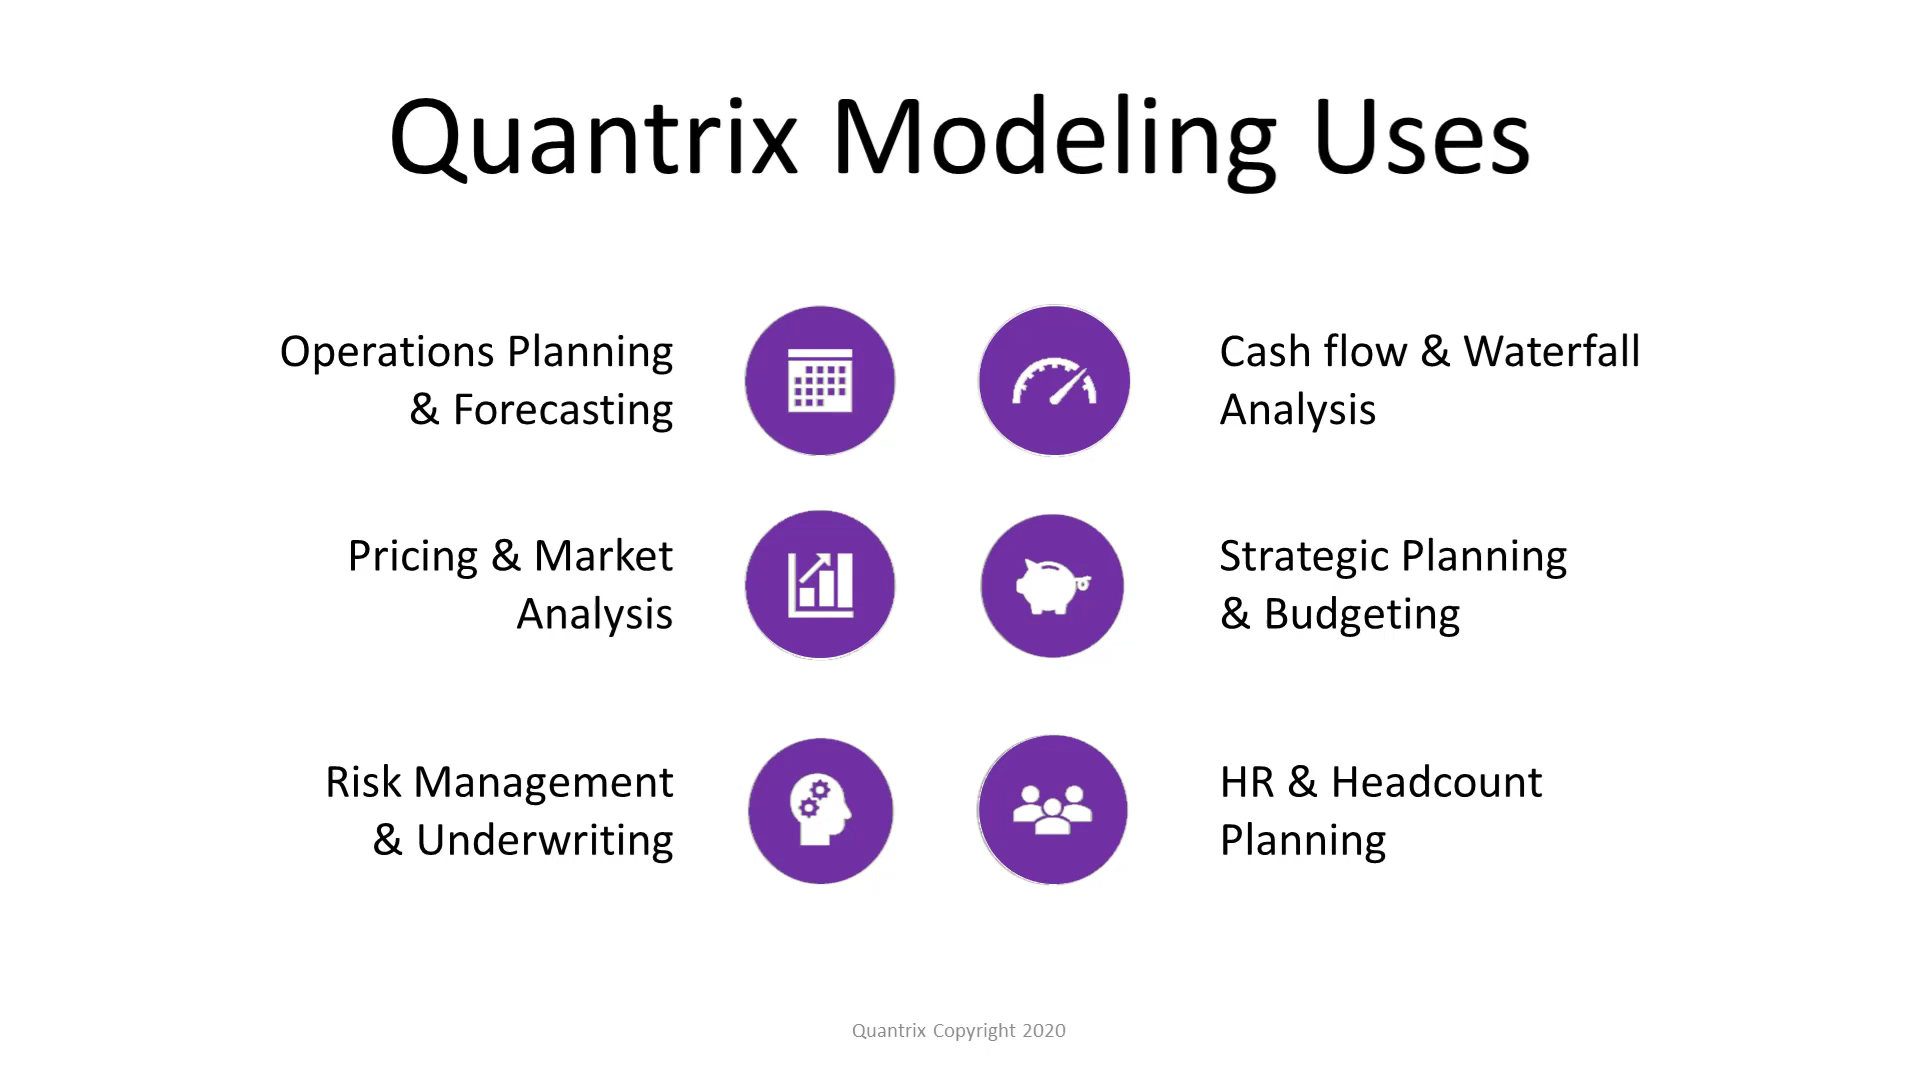 Quantrix Modeling Uses
Operations Planning
& Forecasting
Cash flow & Waterfall
Analysis
Pricing & Market
Analysis
Strategic Planning
& Budgeting
Risk Management
& Underwriting
HR & Headcount
Planning
Quantrix Copyright 2020